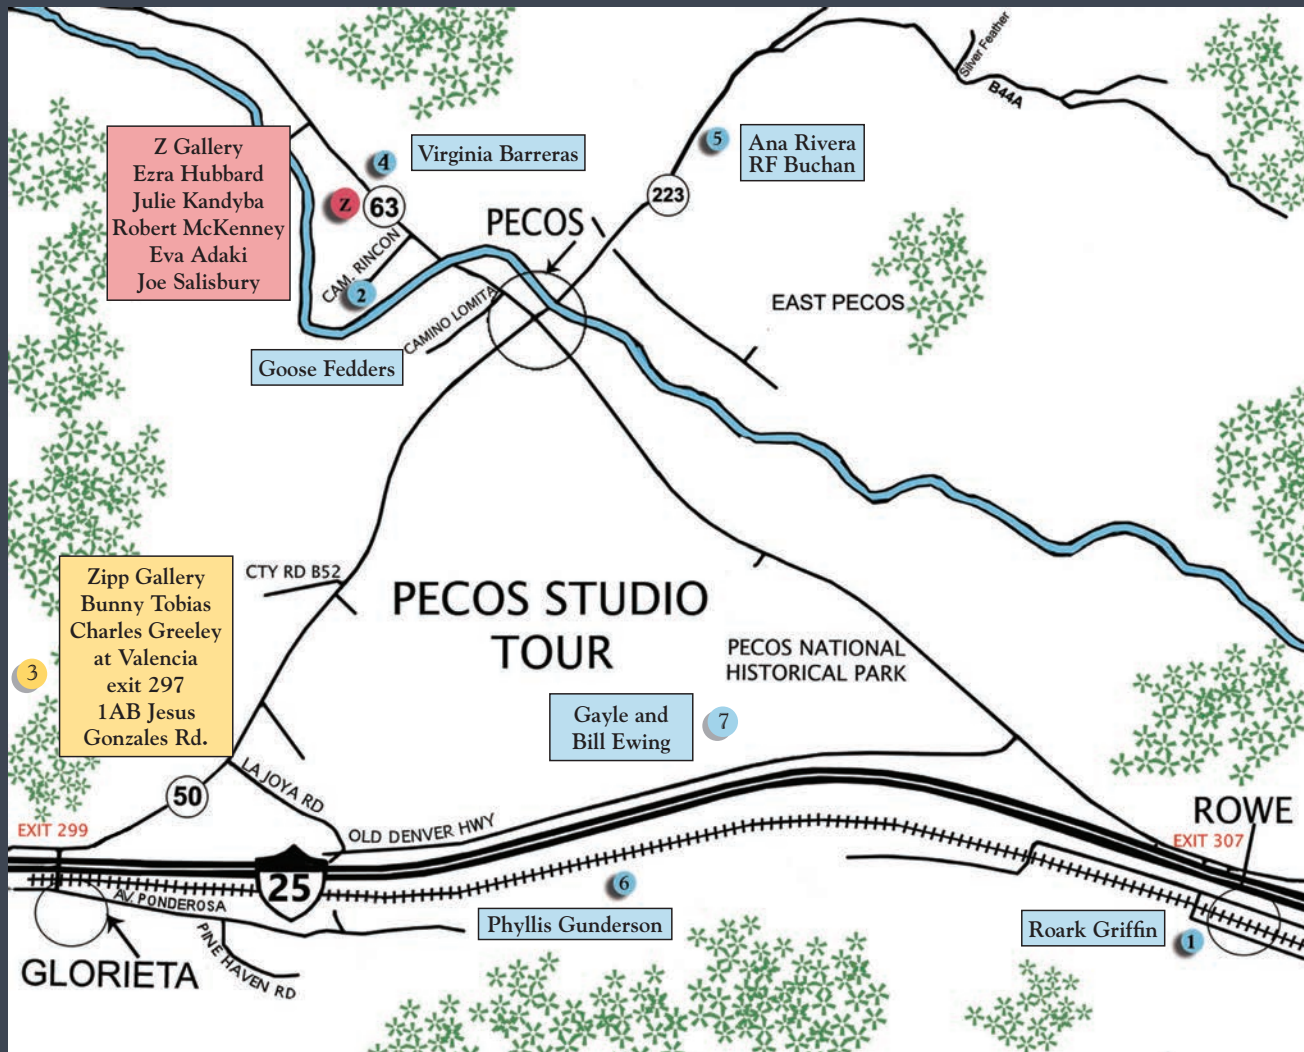 Silver Feather
B44A
Z Gallery
Ezra Hubbard
Julie Kandyba
Robert McKenney
Eva Adaki
Joe Salisbury
4
Virginia Barreras
5
Ana Rivera
RF Buchan
Z
63
223
PECOS
CAM. RINCON
2
EAST PECOS
CAMINO LOMITA
Goose Fedders
CTY RD B52
Zipp Gallery
Bunny Tobias
Charles Greeley
at Valencia
exit 297
1AB Jesus
Gonzales Rd.
3
PECOS STUDIO
TOUR
PECOS NATIONAL
HISTORICAL PARK
Gayle and
Bill Ewing
7
LA JOYA RD
50
OLD DENVER HWY
EXIT 299
ROWE
EXIT 307
25
6
AV. PONDEROSA
Phyllis Gunderson
Roark Griffin
1
PINE HAVEN RD
GLORIETA